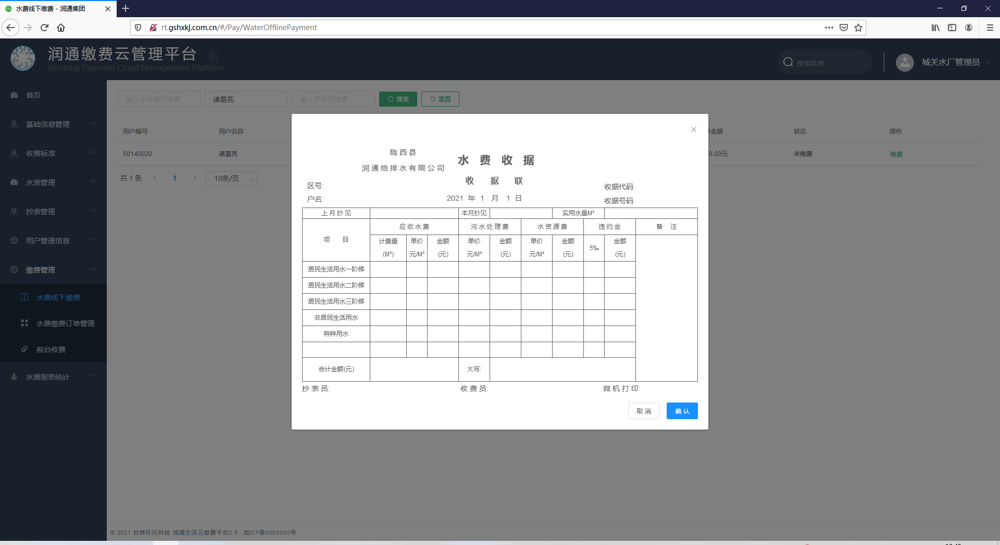 水费线下缴费 - 润通集团
rt.gshxkj.com.cn/#/Pay/WaterOfflinePayment
润通缴费云管理平台
Runtong Payment Cloud Management Platform
搜索菜单
城关水厂管理员
首页
基础信息管理
收费标准
水表管理
抄表管理
用户管理信息
缴费管理
水费线下缴费
水费缴费订单管理
前台收费
水费报表统计
输入水表编号搜索 诸葛亮 输入手机号搜索 搜索 重置
用户编号 用户名称 金额 状态 操作
50140020 诸葛亮 0.00元 未缴费 缴费
共 1 条 1 10条/页
陇西县
润通给排水有限公司
水 费 收 据
收 据 联
区号:
收据代码
户名:
2021 年 1 月 1 日
收据号码
上月抄见 本月抄见 实用水量M³
项 目 应收水费 污水处理费 水资源费 违约金 备 注
计费量 单价 金额 单价 金额 单价 金额 5‰ 金额
(M³) 元/M³ (元) 元/M³ (元) 元/M³ (元) (元)
居民生活用水一阶梯
居民生活用水二阶梯
居民生活用水三阶梯
非居民生活用水
特种用水
合计金额(元) 大写:
抄表员: 收费员: 微机打印:
取消 确认
© 2021 甘肃环讯科技 润通生活云缴费平台2.0 · 陇ICP备0000000号